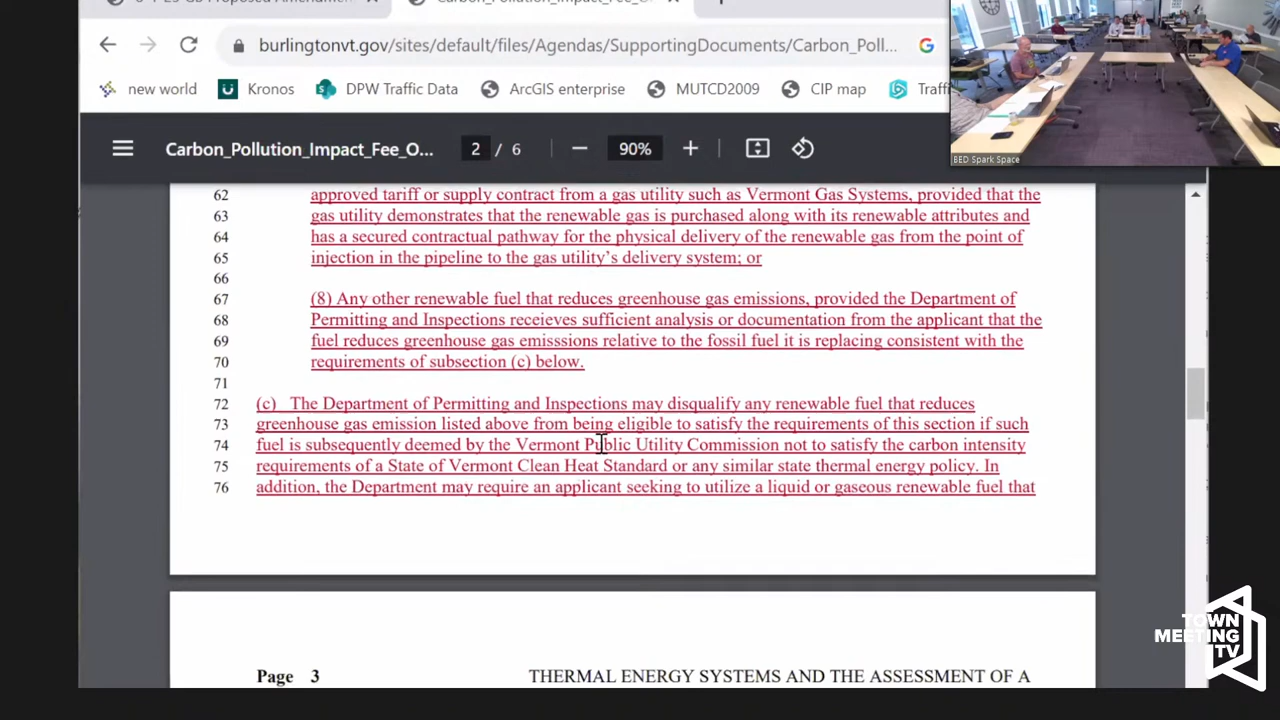 burlingtonvt.gov/sites/default/files/Agendas/SupportingDocuments/Carbon_Poll...
new world Kronos DPW Traffic Data ArcGIS enterprise MUTCD2009 CIP map Traff
BED Spark Space
Carbon_Pollution_Impact_Fee_O... 2 / 6 90%
62 approved tariff or supply contract from a gas utility such as Vermont Gas Systems, provided that the
63 gas utility demonstrates that the renewable gas is purchased along with its renewable attributes and
64 has a secured contractual pathway for the physical delivery of the renewable gas from the point of
65 injection in the pipeline to the gas utility's delivery system; or
66
67 (8) Any other renewable fuel that reduces greenhouse gas emissions, provided the Department of
68 Permitting and Inspections receieves sufficient analysis or documentation from the applicant that the
69 fuel reduces greenhouse gas emisssions relative to the fossil fuel it is replacing consistent with the
70 requirements of subsection (c) below.
71
72 (c) The Department of Permitting and Inspections may disqualify any renewable fuel that reduces
73 greenhouse gas emission listed above from being eligible to satisfy the requirements of this section if such
74 fuel is subsequently deemed by the Vermont Public Utility Commission not to satisfy the carbon intensity
75 requirements of a State of Vermont Clean Heat Standard or any similar state thermal energy policy. In
76 addition, the Department may require an applicant seeking to utilize a liquid or gaseous renewable fuel that
Page 3 THERMAL ENERGY SYSTEMS AND THE ASSESSMENT OF A
TOWN
MEETING
TV